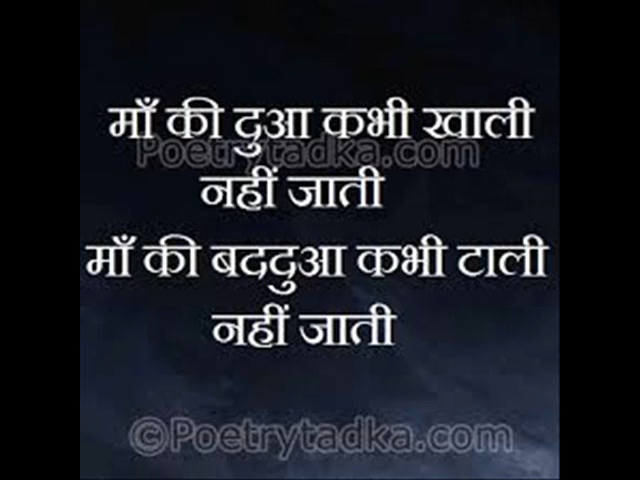 माँ की दुआ कभी खाली
Poetrytadka.com
नहीं जाती
माँ की बददुआ कभी टाली
नहीं जाती
©Poetrytadka.com